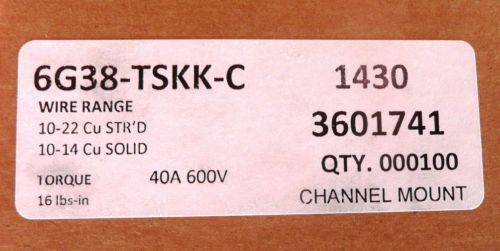 6G38-TSKK-C 1430
WIRE RANGE
10-22 Cu STR'D 3601741
10-14 Cu SOLID
QTY. 000100
TORQUE 40A 600V
16 lbs-in CHANNEL MOUNT